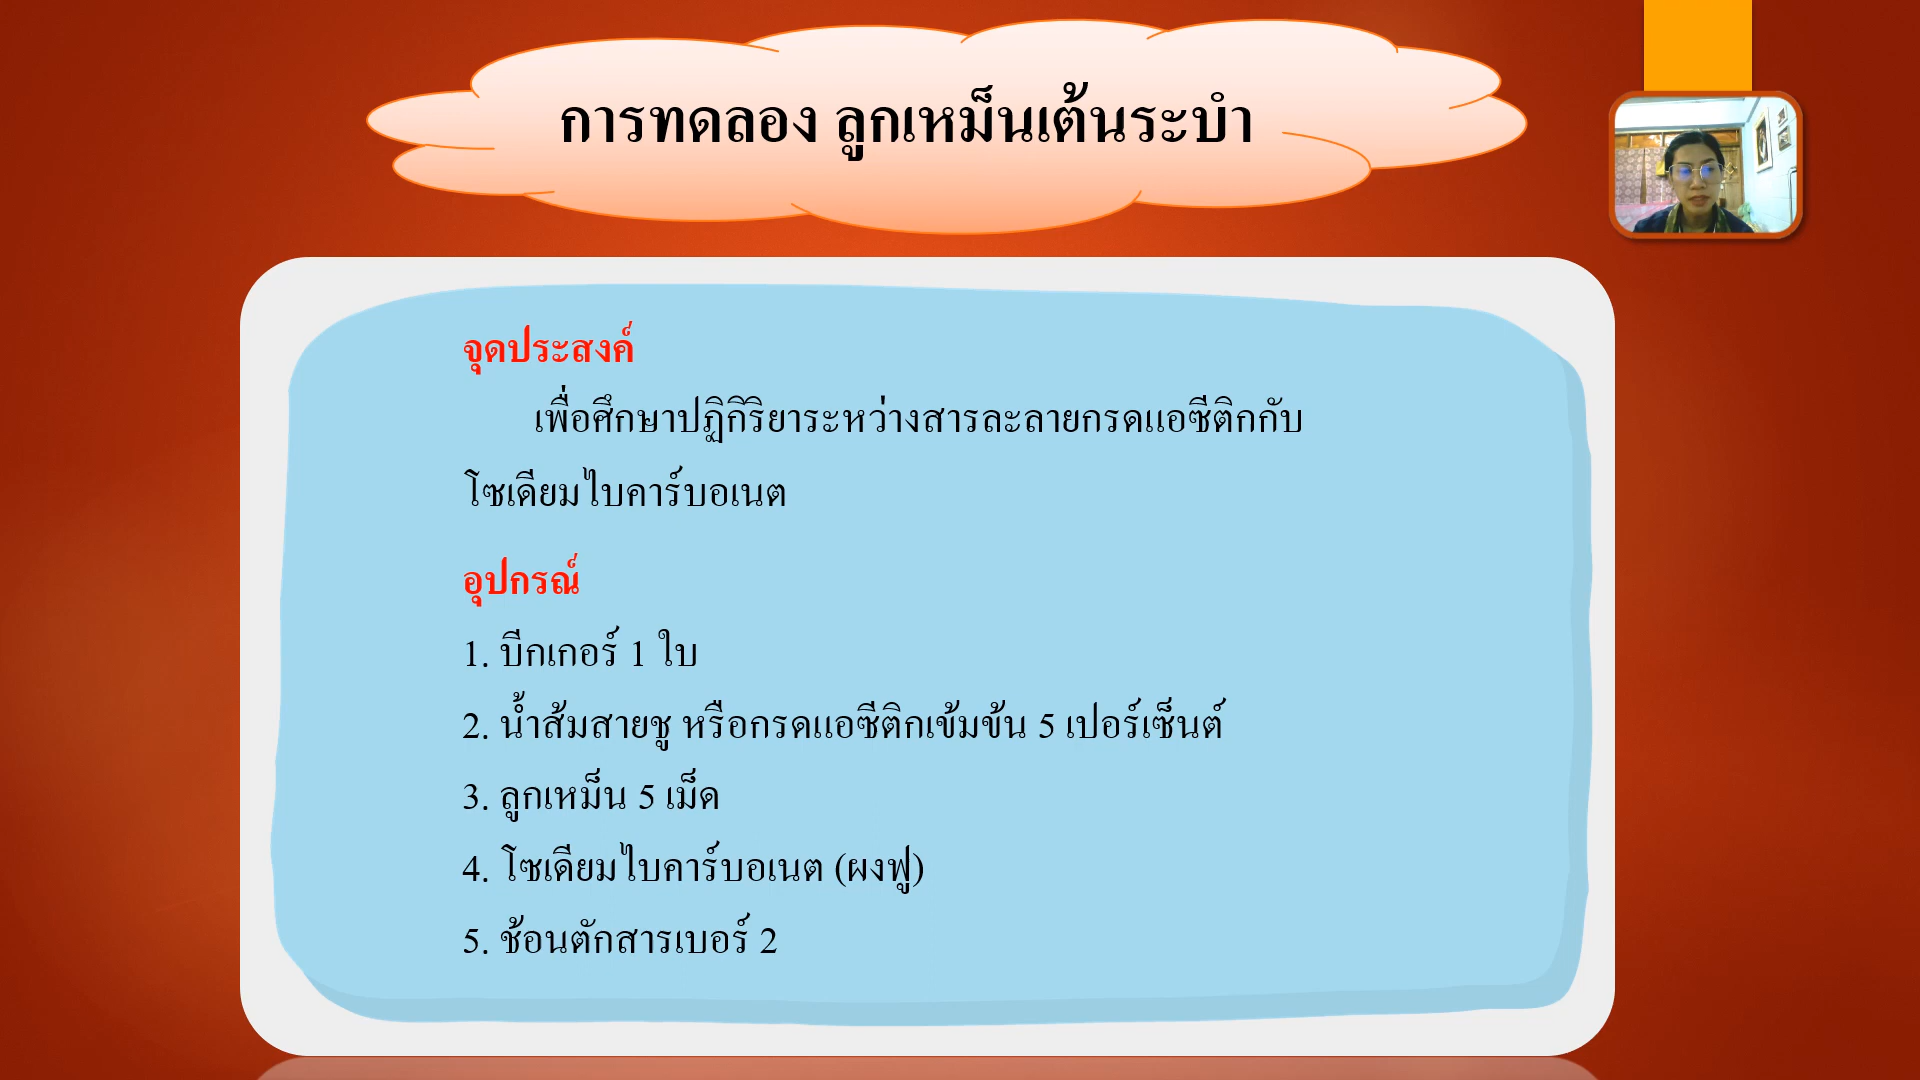 การทดลอง ลูกเหม็นเต้นระบำ
จุดประสงค์
เพื่อศึกษาปฏิกิริยาระหว่างสารละลายกรดแอซีติกกับ
โซเดียมไบคาร์บอเนต
อุปกรณ์
1. บีกเกอร์ 1 ใบ
2. น้ำส้มสายชู หรือกรดแอซีติกเข้มข้น 5 เปอร์เซ็นต์
3. ลูกเหม็น 5 เม็ด
4. โซเดียมไบคาร์บอเนต (ผงฟู)
5. ช้อนตักสารเบอร์ 2